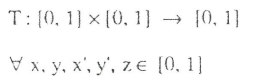 T : [0, 1] × [0, 1] → [0, 1]
∀ x, y, x', y', z ∈ [0, 1]